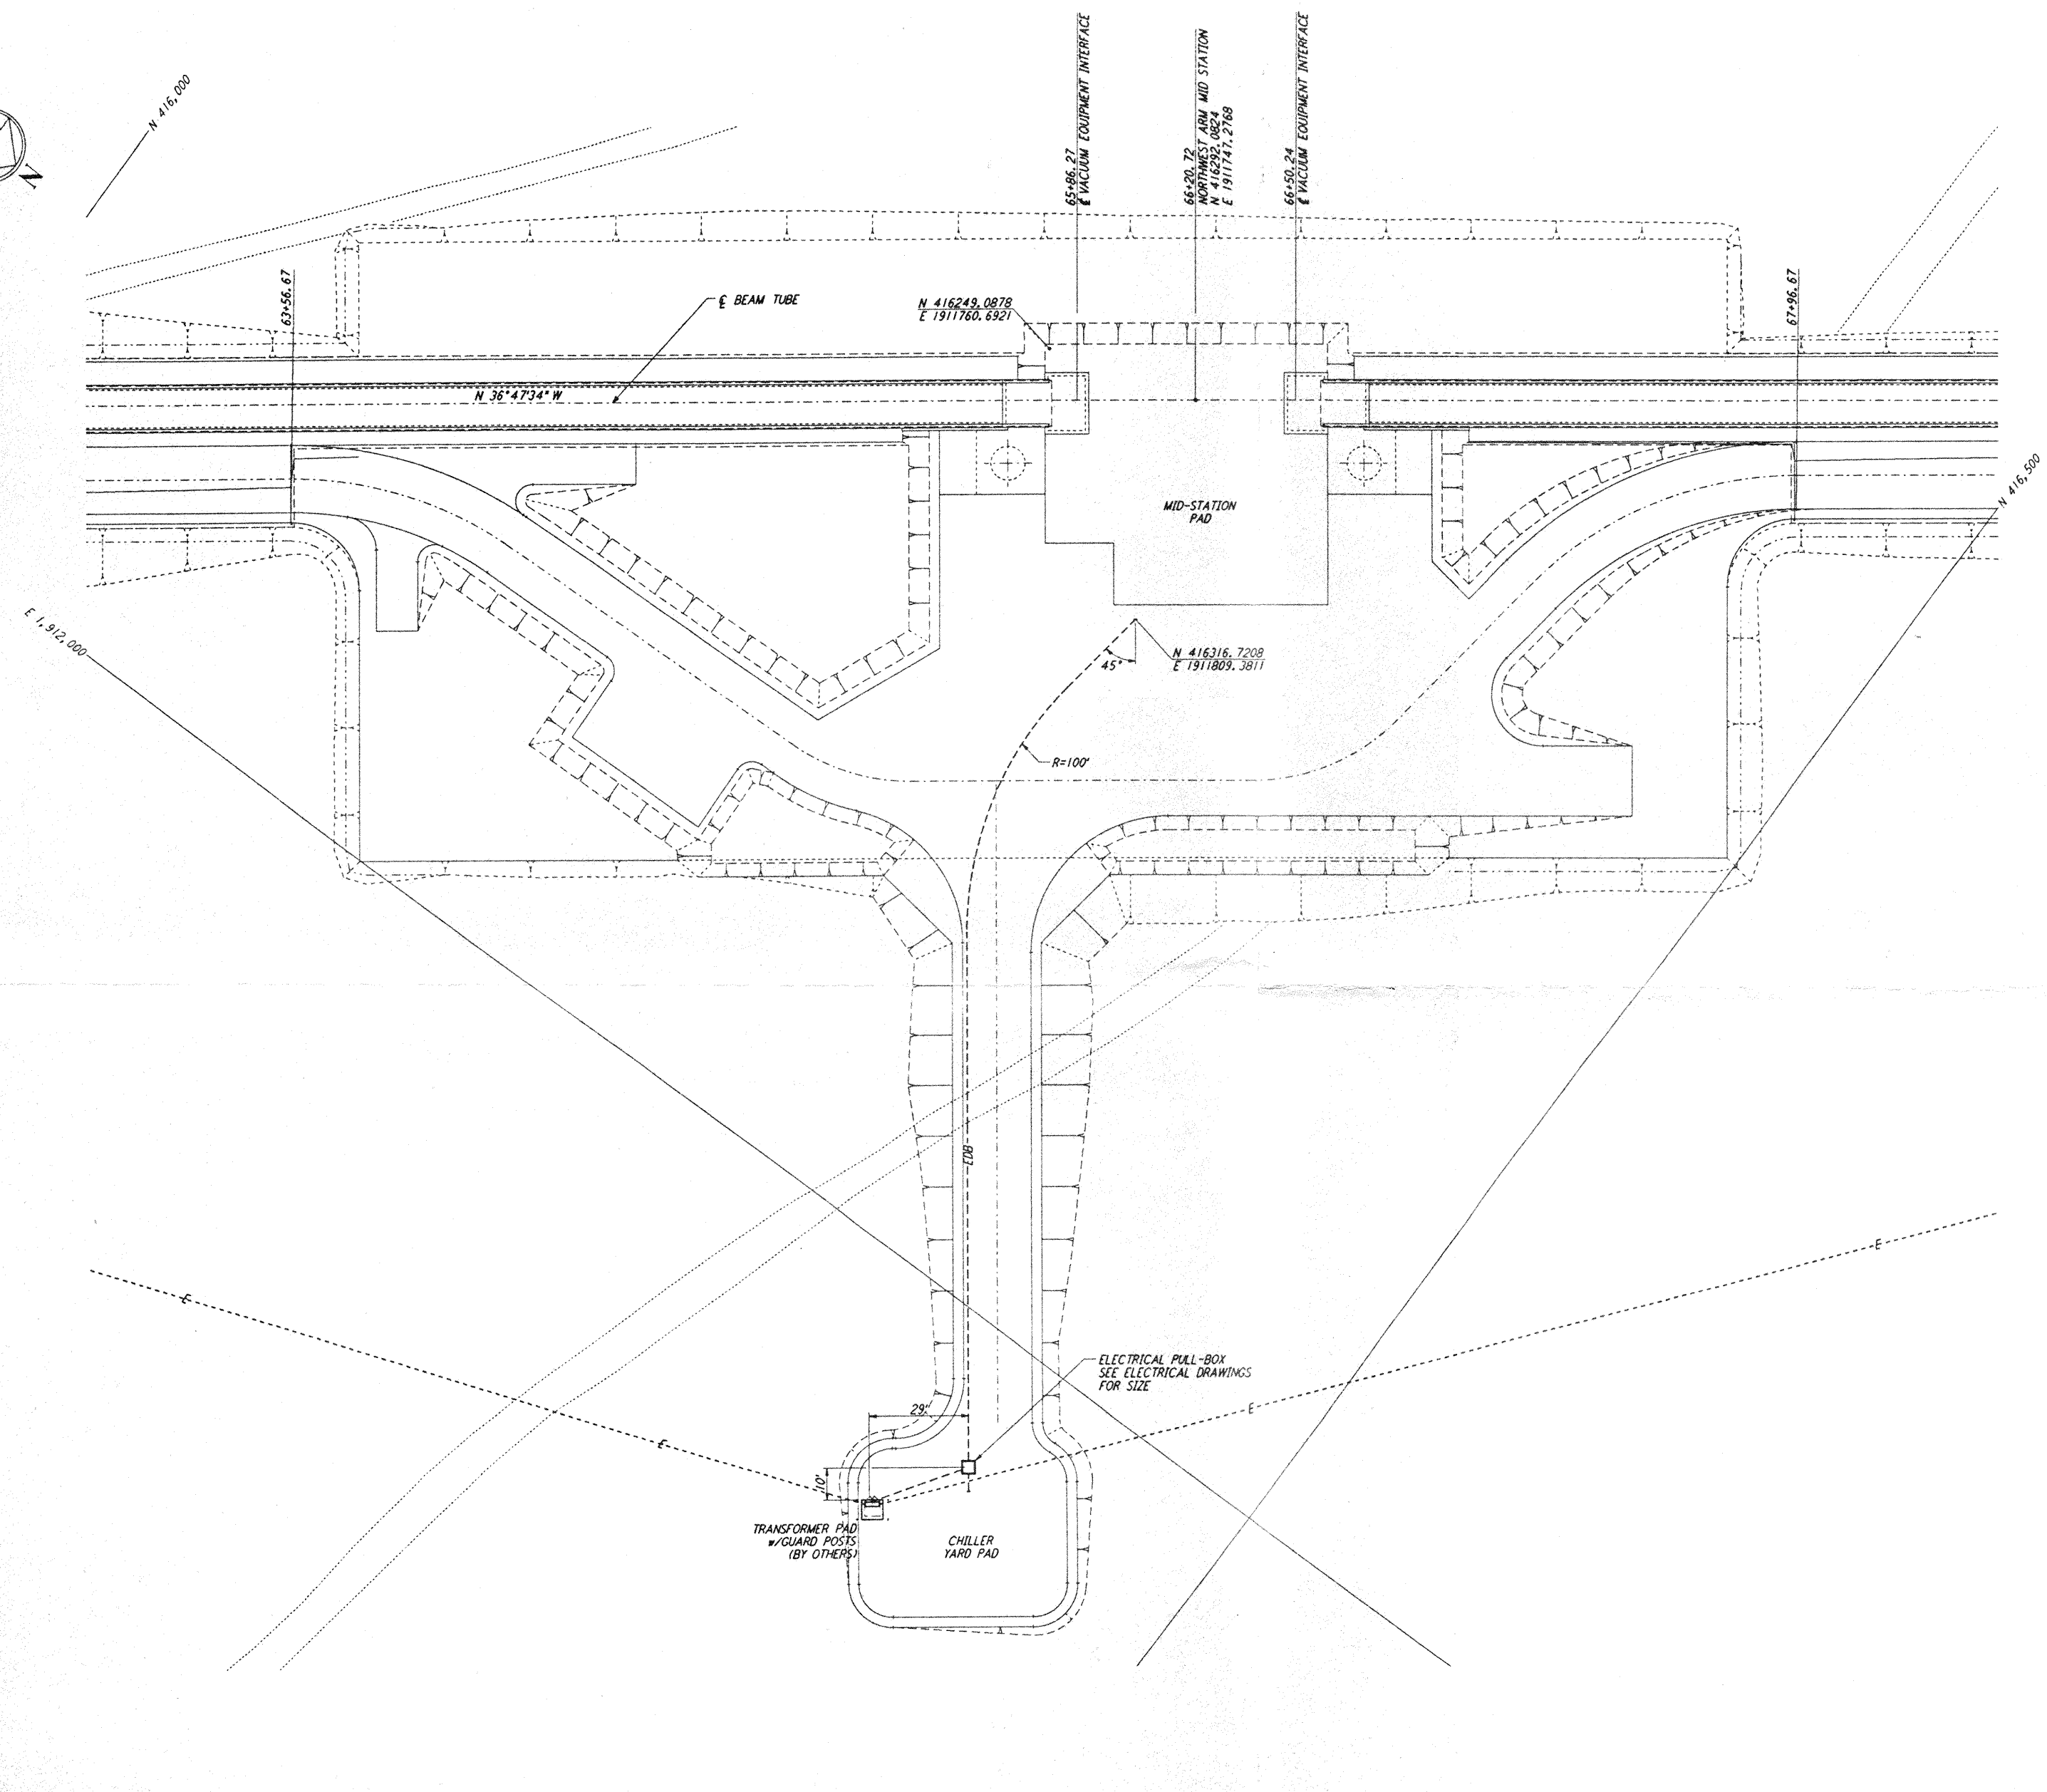 N 416,000
N
65+86.27
℄ VACUUM EQUIPMENT INTERFACE
66+20.72
NORTHWEST ARM MID STATION
N 416292.0824
E 1911747.2768
66+50.24
℄ VACUUM EQUIPMENT INTERFACE
63+56.67
℄ BEAM TUBE
N 416249.0878
E 1911760.6921
67+96.67
N 36°47'34" W
N 416,500
MID-STATION
PAD
E 1,912,000
N 416316.7208
E 1911809.3811
45°
R=100'
EDB
E
E
E
E
ELECTRICAL PULL-BOX
SEE ELECTRICAL DRAWINGS
FOR SIZE
29'
10'
TRANSFORMER PAD
w/GUARD POSTS
(BY OTHERS)
CHILLER
YARD PAD